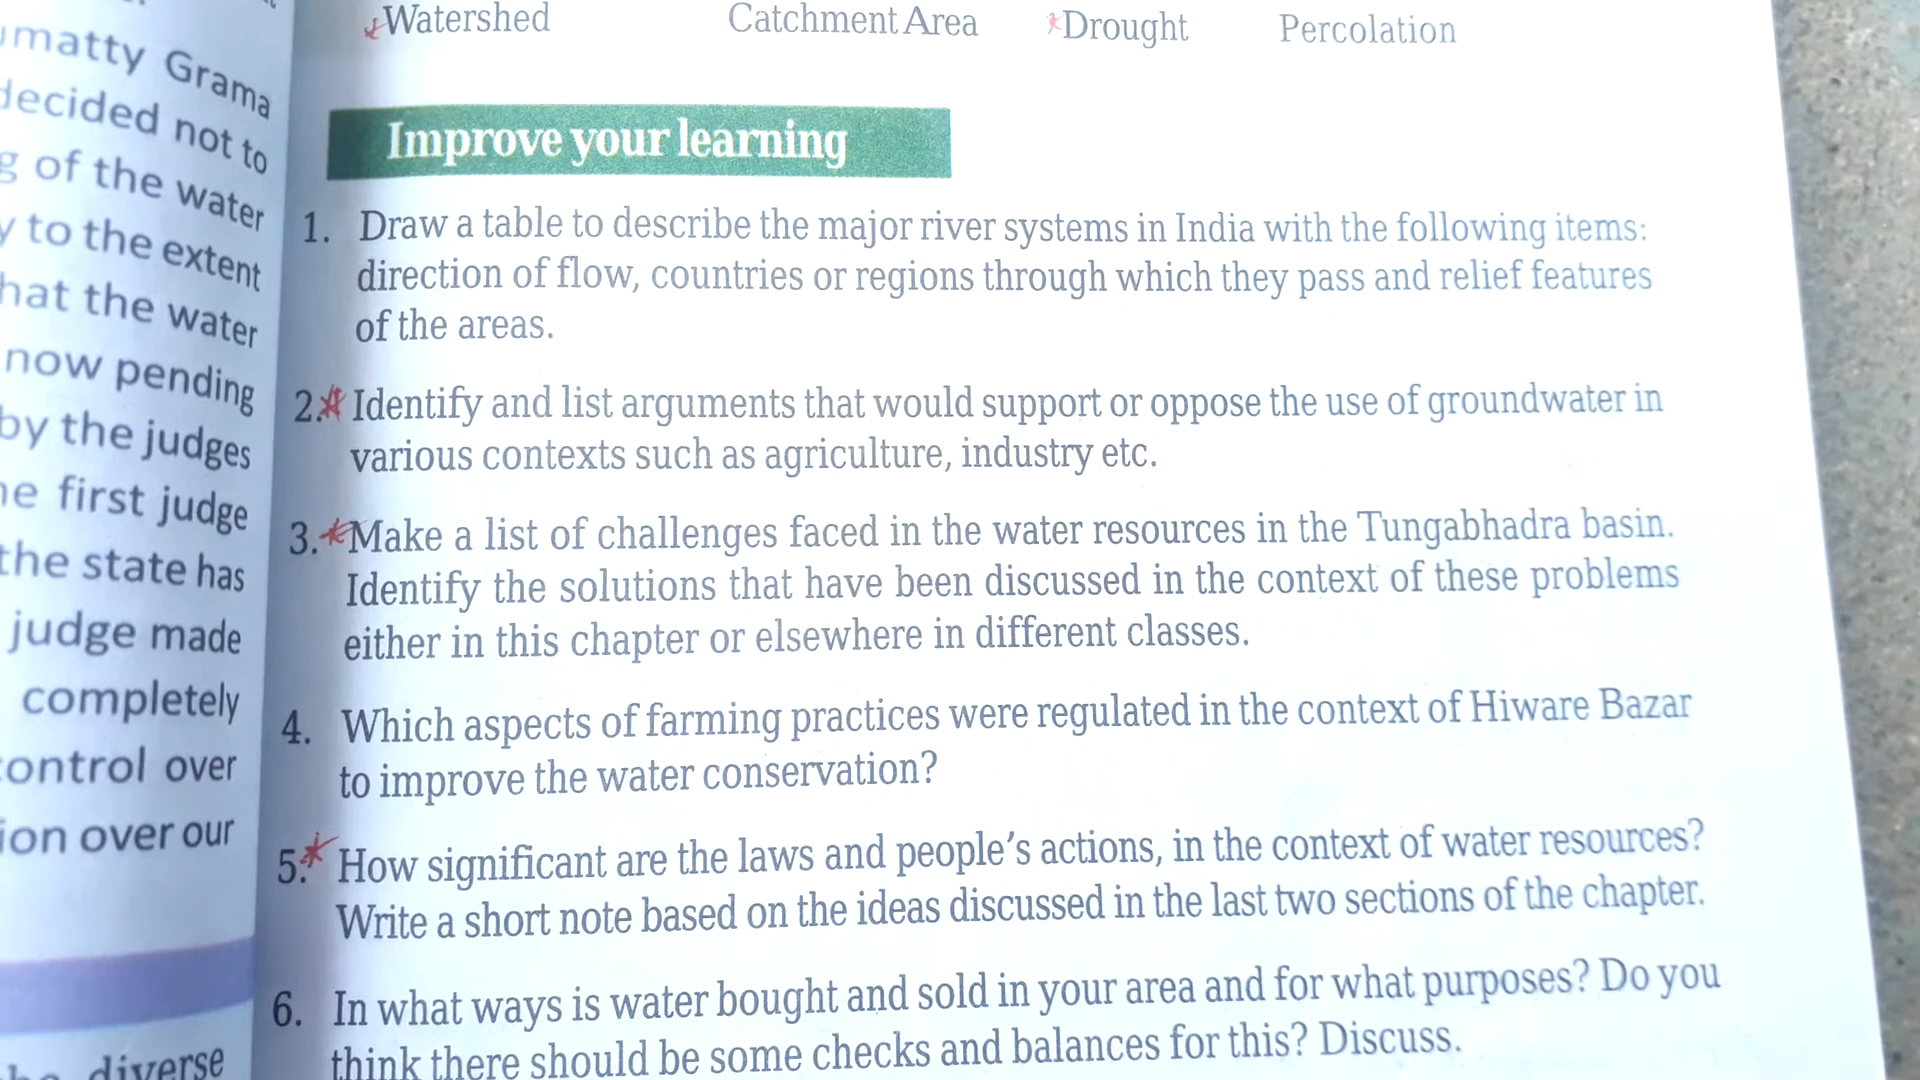 matty Grama
decided not to
of the water
to the extent
that the water
now pending
by the judges
first judge
the state has
judge made
completely
control over
over our
diverse
Watershed Catchment Area Drought Percolation
Improve your learning
1. Draw a table to describe the major river systems in India with the following items:
direction of flow, countries or regions through which they pass and relief features
of the areas.
2. Identify and list arguments that would support or oppose the use of groundwater in
various contexts such as agriculture, industry etc.
3. Make a list of challenges faced in the water resources in the Tungabhadra basin.
Identify the solutions that have been discussed in the context of these problems
either in this chapter or elsewhere in different classes.
4. Which aspects of farming practices were regulated in the context of Hiware Bazar
to improve the water conservation?
5. How significant are the laws and people's actions, in the context of water resources?
Write a short note based on the ideas discussed in the last two sections of the chapter.
6. In what ways is water bought and sold in your area and for what purposes? Do you
think there should be some checks and balances for this? Discuss.